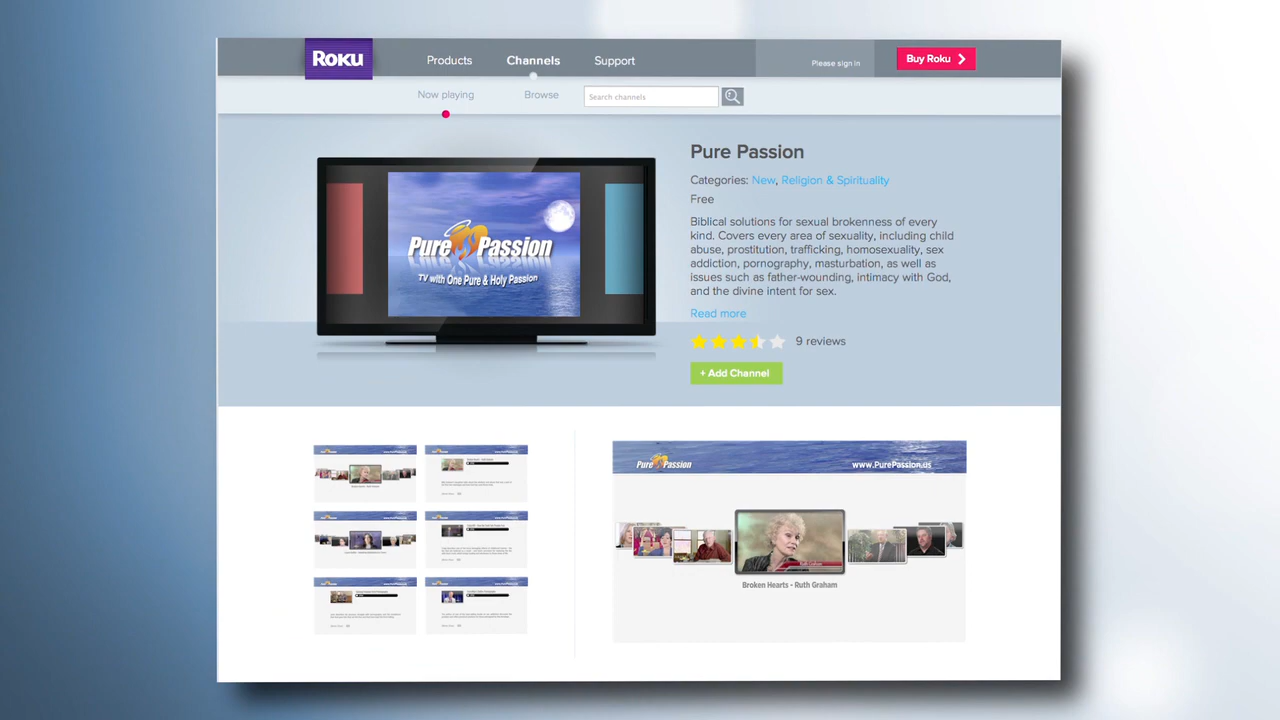 Roku
Products
Channels
Support
Please sign in
Buy Roku
Now playing
Browse
Search channels
Pure Passion
TV with One Pure & Holy Passion
Pure Passion
Categories: New, Religion & Spirituality
Free
Biblical solutions for sexual brokenness of every
kind. Covers every area of sexuality, including child
abuse, prostitution, trafficking, homosexuality, sex
addiction, pornography, masturbation, as well as
issues such as father-wounding, intimacy with God,
and the divine intent for sex.
Read more
9 reviews
+ Add Channel
Pure Passion
www.PurePassion.us
Broken Hearts - Ruth Graham